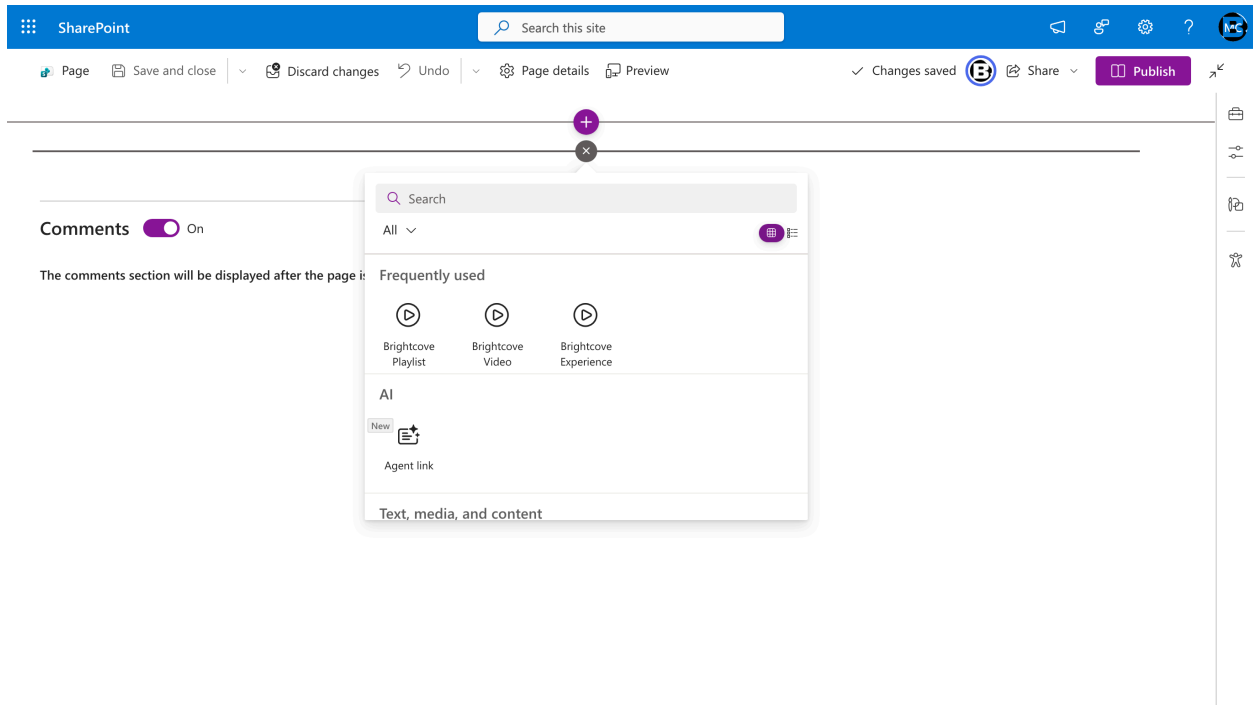 SharePoint
Search this site
MC
Page
Save and close
Discard changes
Undo
Page details
Preview
Changes saved
B
Share
Publish
Search
All
Comments
On
The comments section will be displayed after the page
Frequently used
Brightcove
Playlist
Brightcove
Video
Brightcove
Experience
AI
New
Agent link
Text, media, and content